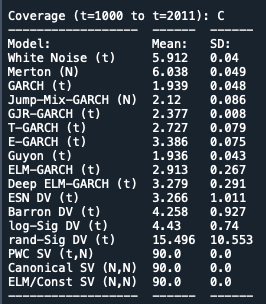 Coverage (t=1000 to t=2011): C
------------------ ------ ------
Model: Mean: SD:
White Noise (t) 5.912 0.04
Merton (N) 6.038 0.049
GARCH (t) 1.939 0.048
Jump-Mix-GARCH (N) 2.12 0.086
GJR-GARCH (t) 2.377 0.008
T-GARCH (t) 2.727 0.079
E-GARCH (t) 3.386 0.075
Guyon (t) 1.936 0.043
ELM-GARCH (t) 2.913 0.267
Deep ELM-GARCH (t) 3.279 0.291
ESN DV (t) 3.266 1.011
Barron DV (t) 4.258 0.927
log-Sig DV (t) 4.43 0.74
rand-Sig DV (t) 15.496 10.553
PWC SV (t,N) 90.0 0.0
Canonical SV (N,N) 90.0 0.0
ELM/Const SV (N,N) 90.0 0.0
------------------ ------ ------